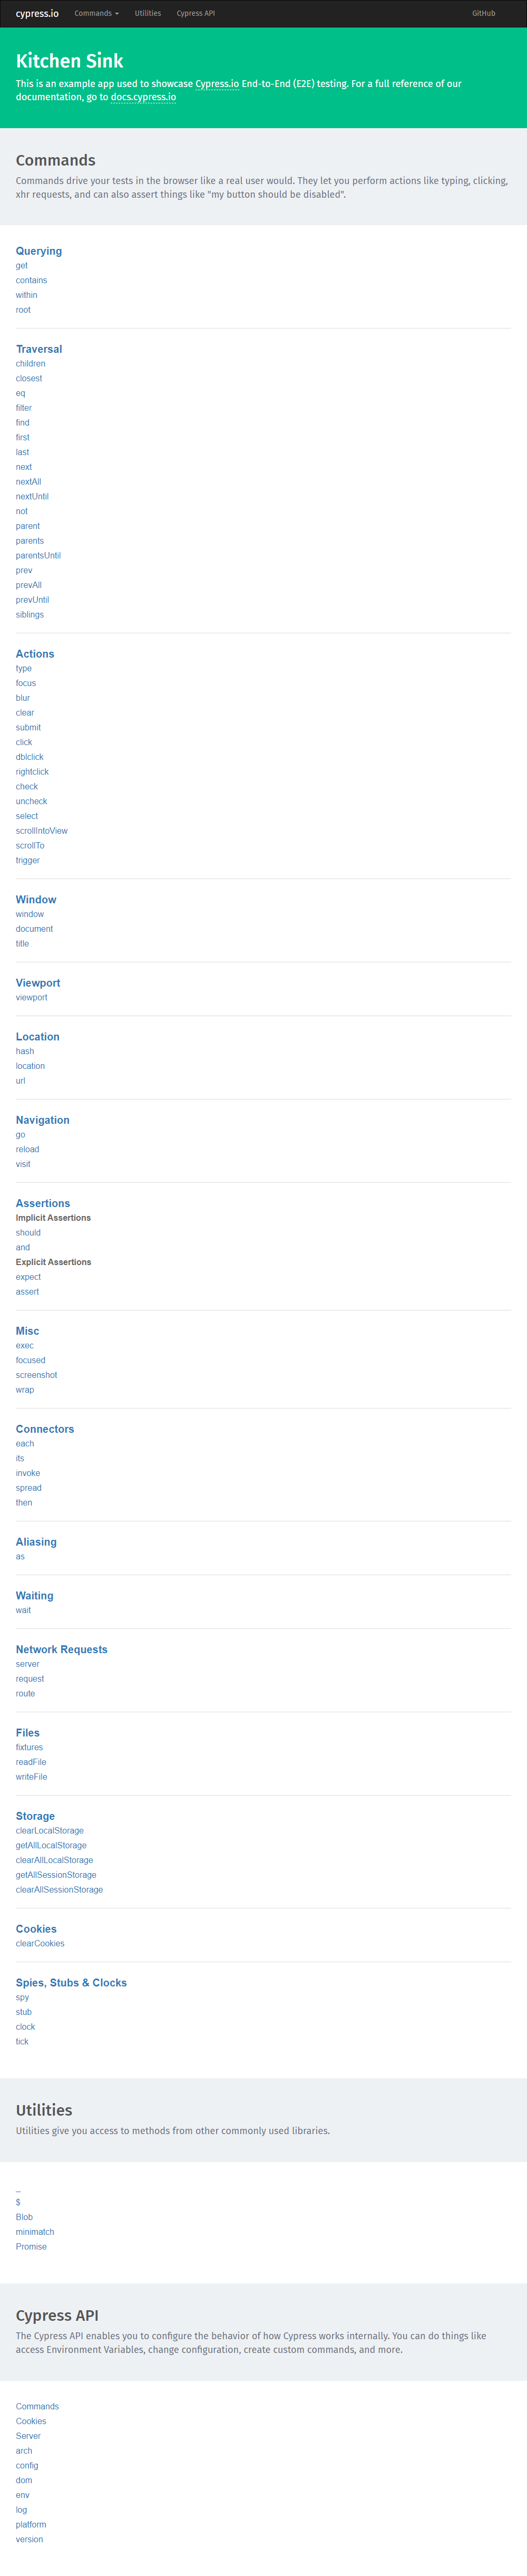 cypress.io Commands Utilities Cypress API GitHub
Kitchen Sink
This is an example app used to showcase Cypress.io End-to-End (E2E) testing. For a full reference of our
documentation, go to docs.cypress.io
Commands
Commands drive your tests in the browser like a real user would. They let you perform actions like typing, clicking,
xhr requests, and can also assert things like "my button should be disabled".
Querying
get
contains
within
root
Traversal
children
closest
eq
filter
find
first
last
next
nextAll
nextUntil
not
parent
parents
parentsUntil
prev
prevAll
prevUntil
siblings
Actions
type
focus
blur
clear
submit
click
dblclick
rightclick
check
uncheck
select
scrollIntoView
scrollTo
trigger
Window
window
document
title
Viewport
viewport
Location
hash
location
url
Navigation
go
reload
visit
Assertions
Implicit Assertions
should
and
Explicit Assertions
expect
assert
Misc
exec
focused
screenshot
wrap
Connectors
each
its
invoke
spread
then
Aliasing
as
Waiting
wait
Network Requests
server
request
route
Files
fixtures
readFile
writeFile
Storage
clearLocalStorage
getAllLocalStorage
clearAllLocalStorage
getAllSessionStorage
clearAllSessionStorage
Cookies
clearCookies
Spies, Stubs & Clocks
spy
stub
clock
tick
Utilities
Utilities give you access to methods from other commonly used libraries.
_
$
Blob
minimatch
Promise
Cypress API
The Cypress API enables you to configure the behavior of how Cypress works internally. You can do things like
access Environment Variables, change configuration, create custom commands, and more.
Commands
Cookies
Server
arch
config
dom
env
log
platform
version